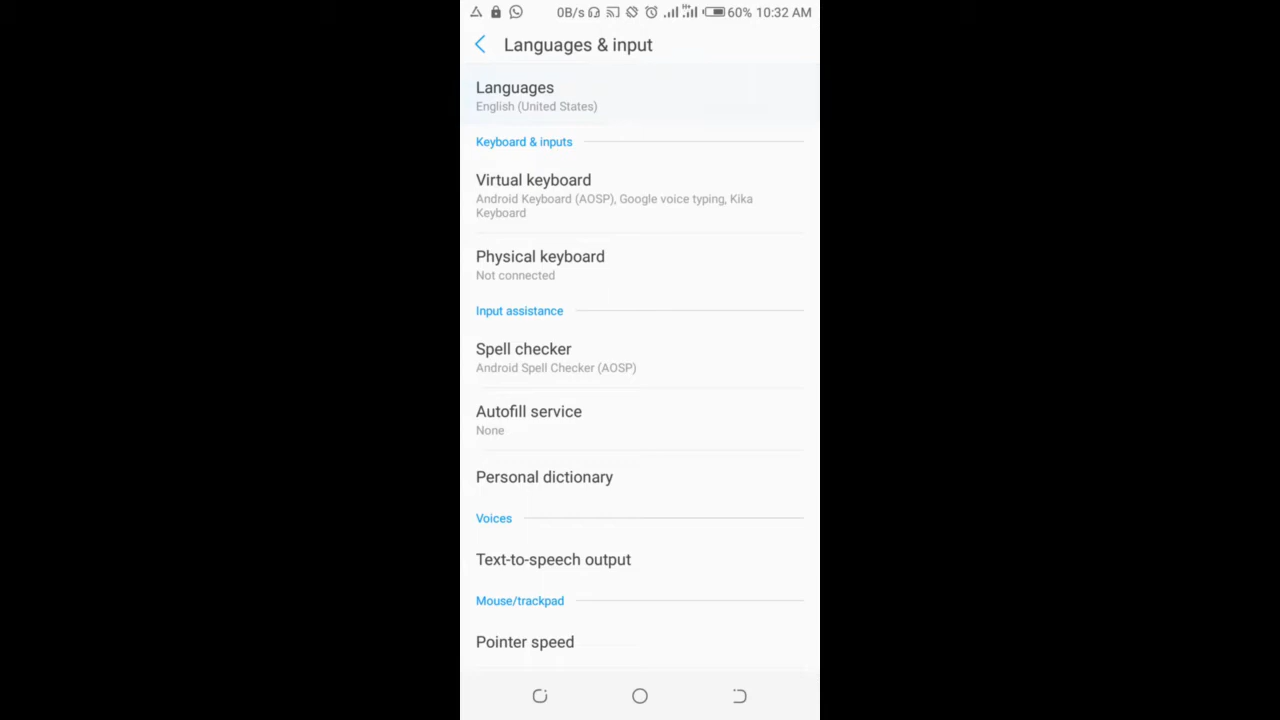 0B/s 60% 10:32 AM
Languages & input
Languages
English (United States)
Keyboard & inputs
Virtual keyboard
Android Keyboard (AOSP), Google voice typing, Kika
Keyboard
Physical keyboard
Not connected
Input assistance
Spell checker
Android Spell Checker (AOSP)
Autofill service
None
Personal dictionary
Voices
Text-to-speech output
Mouse/trackpad
Pointer speed